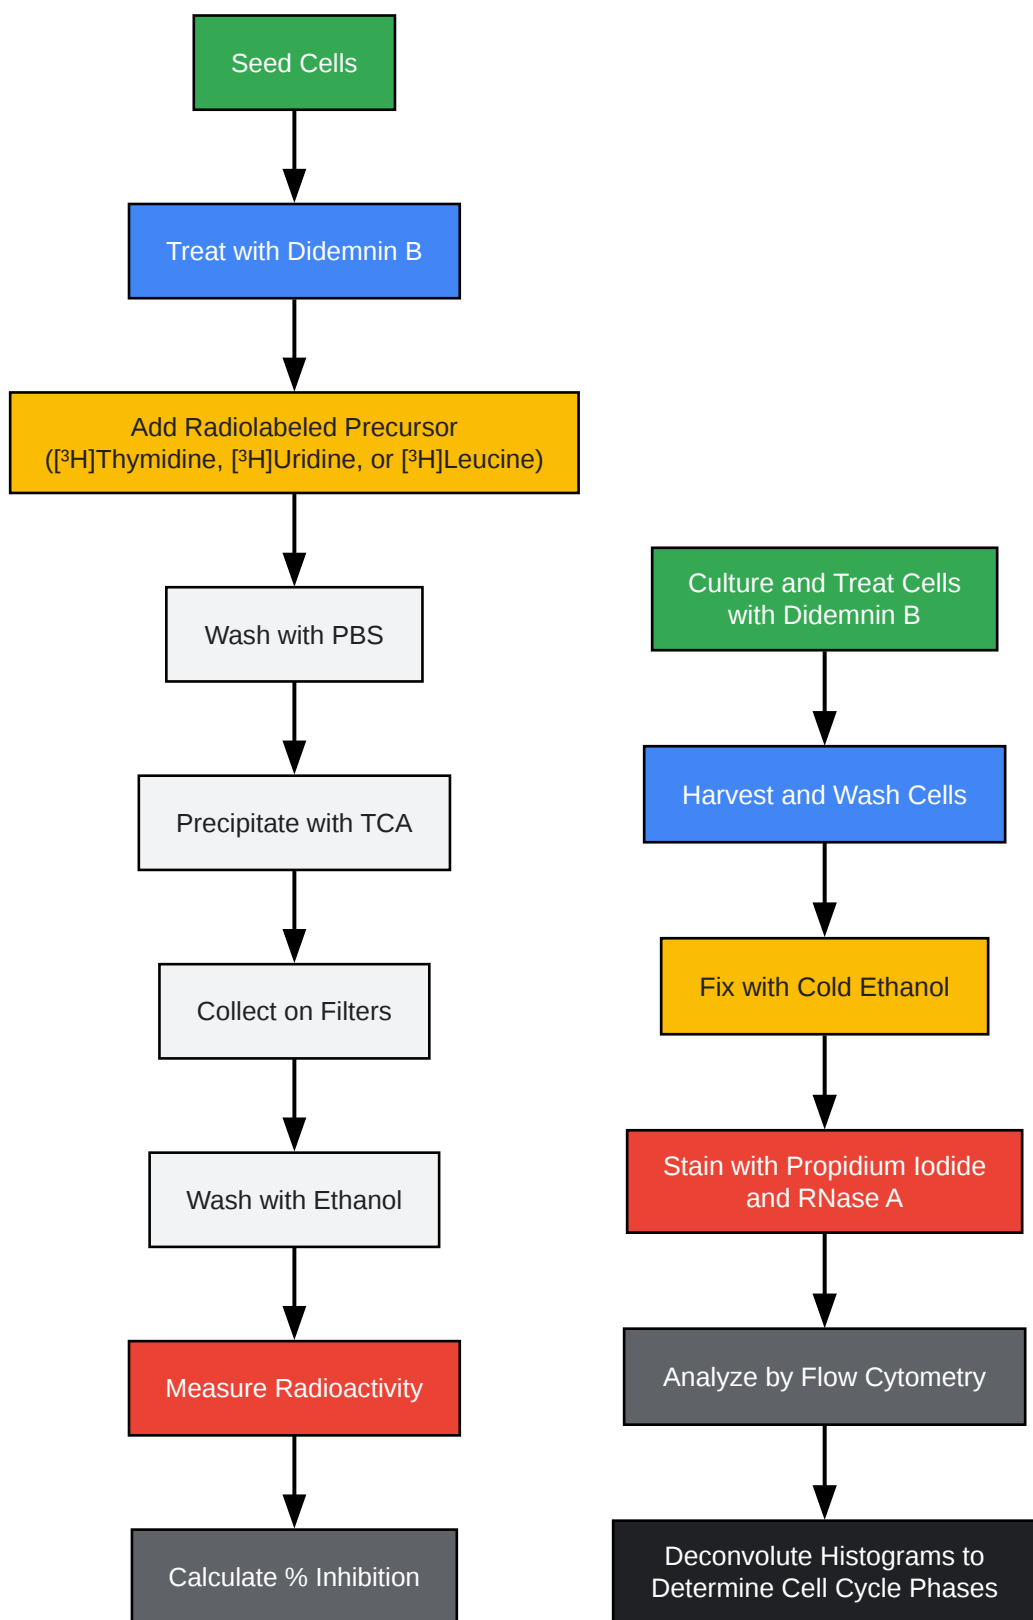 Seed Cells
Treat with Didemnin B
Add Radiolabeled Precursor
([³H]Thymidine, [³H]Uridine, or [³H]Leucine)
Wash with PBS
Precipitate with TCA
Collect on Filters
Wash with Ethanol
Measure Radioactivity
Calculate % Inhibition
Culture and Treat Cells
with Didemnin B
Harvest and Wash Cells
Fix with Cold Ethanol
Stain with Propidium Iodide
and RNase A
Analyze by Flow Cytometry
Deconvolute Histograms to
Determine Cell Cycle Phases